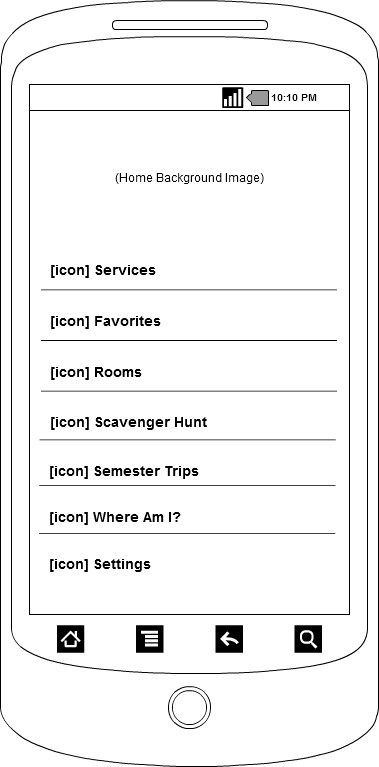 10:10 PM
(Home Background Image)
[icon] Services
[icon] Favorites
[icon] Rooms
[icon] Scavenger Hunt
[icon] Semester Trips
[icon] Where Am I?
[icon] Settings